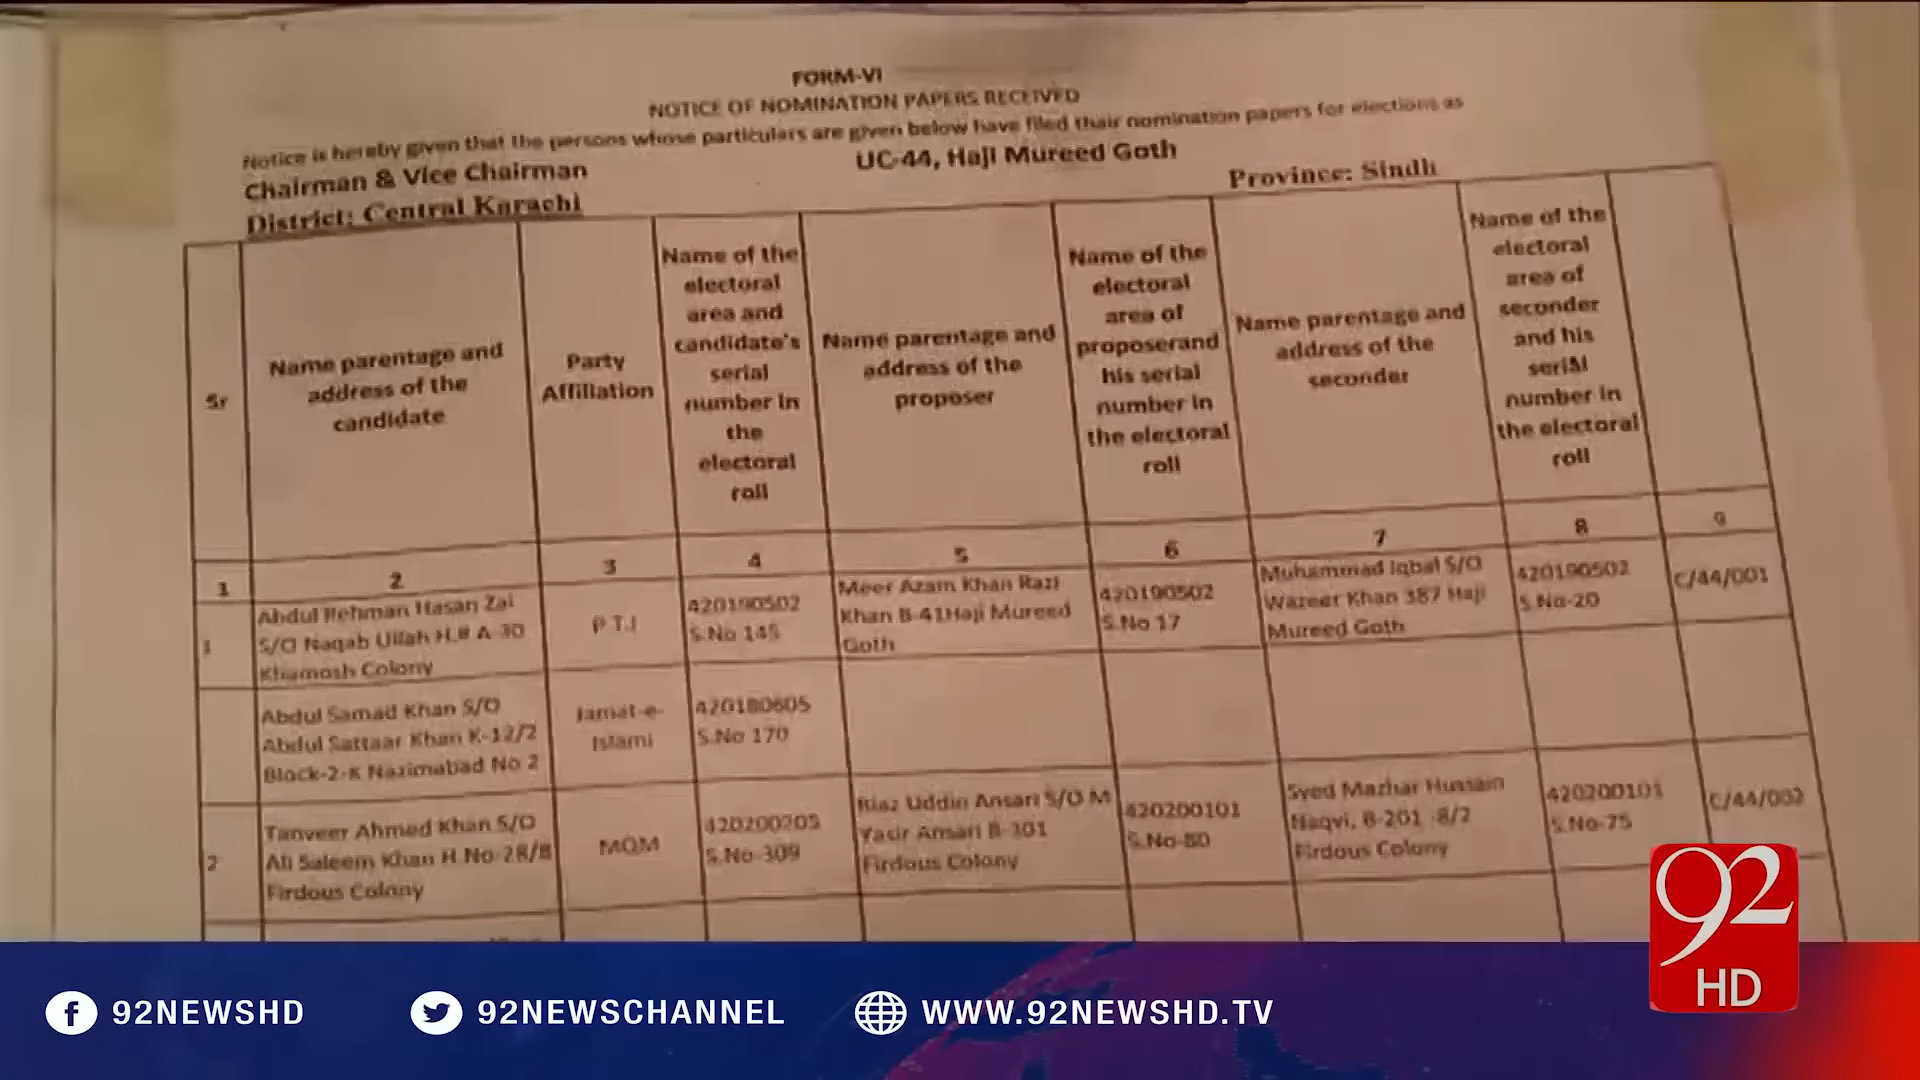 FORM-VI
NOTICE OF NOMINATION PAPERS RECEIVED
Notice is hereby given that the persons whose particulars are given below have filed thair nomination papers for elections as
Chairman & Vice Chairman
UC-44, Haji Mureed Goth
District: Central Karachi
Province: Sindh
Sr
Name parentage and
address of the
candidate
Party
Affiliation
Name of the
electoral
area and
candidate's
serial
number in
the
electoral
roll
Name parentage and
address of the
proposer
Name of the
electoral
area of
proposerand
his serial
number in
the electoral
roll
Name parentage and
address of the
seconder
Name of the
electoral
area of
seconder
and his
serial
number in
the electoral
roll
1
2
3
4
5
6
7
8
9
1
Abdul Rehman Hasan Zai
S/O Naqab Ullah H.# A-30
Khamosh Colony
P T.I
420190502
S.No 145
Meer Azam Khan Razi
Khan B-41Haji Mureed
Goth
420190502
S.No 17
Muhammad Iqbal S/O
Wazeer Khan 387 Haji
Mureed Goth
420190502
S.No-20
C/44/001
Abdul Samad Khan S/O
Abdul Sattaar Khan K-12/2
Block-2-K Nazimabad No 2
Jamat-e-
Islami
420180605
S.No 170
2
Tanveer Ahmed Khan S/O
Ali Saleem Khan H.No-28/8
Firdous Colony
MQM
420200205
S.No-309
Riaz Uddin Ansari S/O M
Yasir Ansari B-301
Firdous Colony
420200101
S.No-80
Syed Mazhar Hussain
Naqvi, B-201 -8/2
Firdous Colony
420200101
S.No-75
C/44/002
92
HD
92NEWSHD
92NEWSCHANNEL
WWW.92NEWSHD.TV